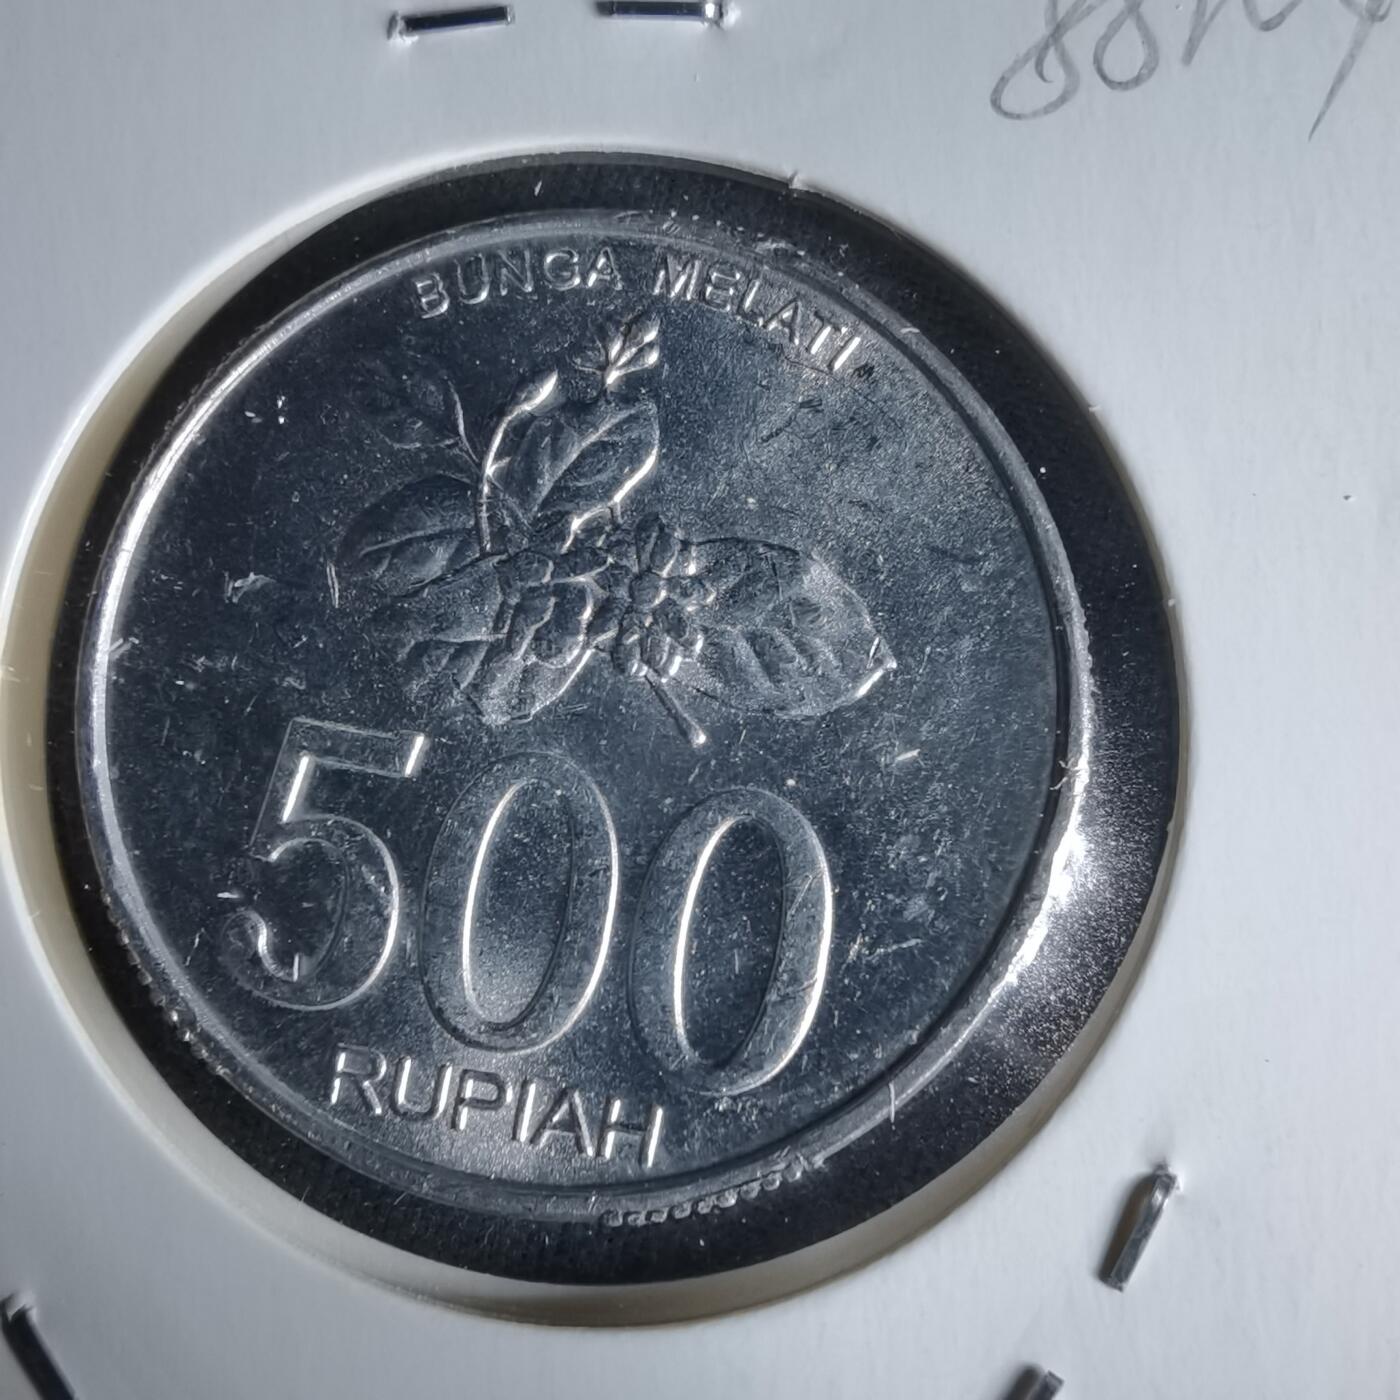 BUNGA MELATI
500
RUPIAH